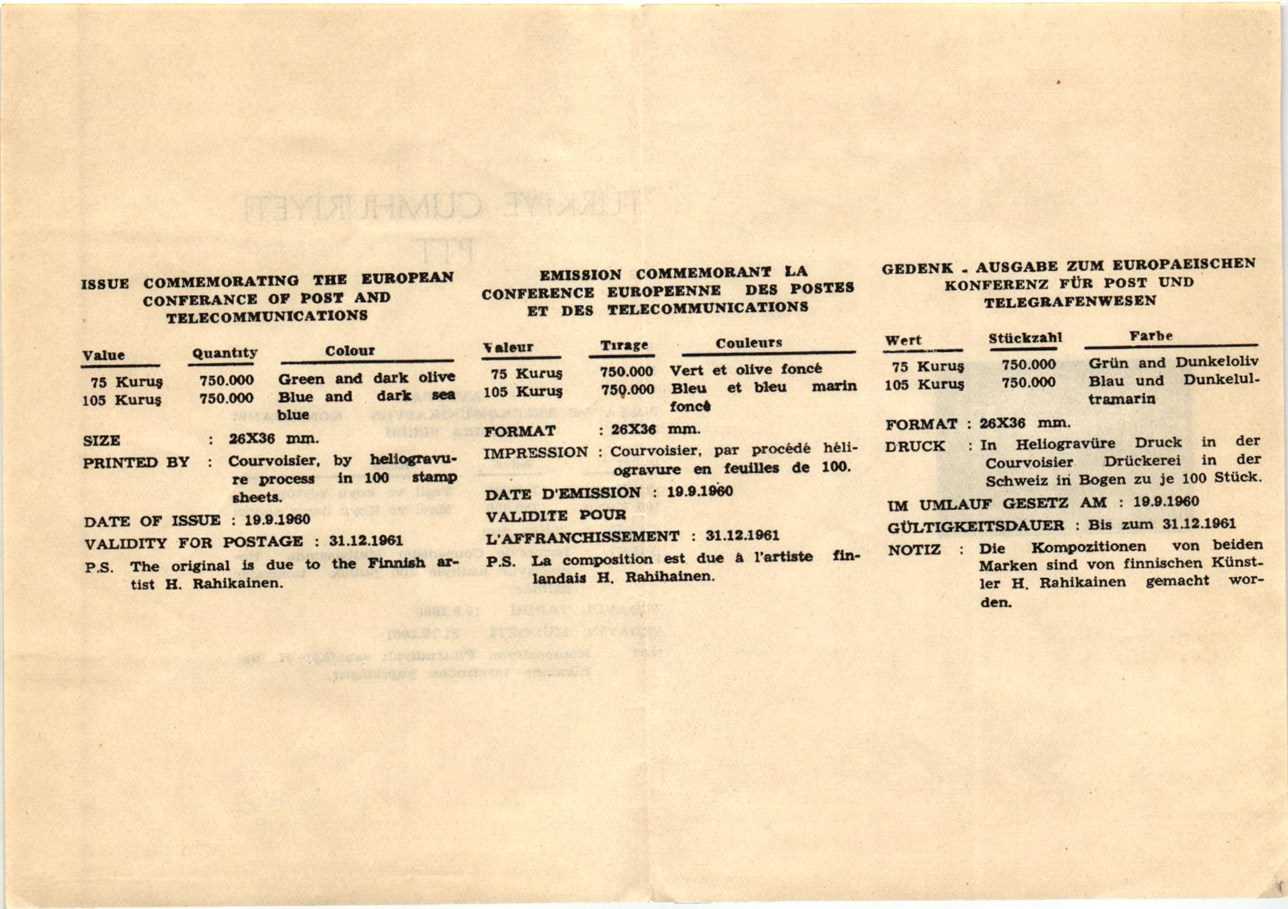 ISSUE COMMEMORATING THE EUROPEAN
CONFERANCE OF POST AND
TELECOMMUNICATIONS
Value Quantity Colour
75 Kuruş 750.000 Green and dark olive
105 Kuruş 750.000 Blue and dark sea
blue
SIZE : 26X36 mm.
PRINTED BY : Courvoisier, by heliogravu-
re process in 100 stamp
sheets.
DATE OF ISSUE : 19.9.1960
VALIDITY FOR POSTAGE : 31.12.1961
P.S. The original is due to the Finnish ar-
tist H. Rahikainen.
EMISSION COMMEMORANT LA
CONFERENCE EUROPEENNE DES POSTES
ET DES TELECOMMUNICATIONS
Valeur Tirage Couleurs
75 Kuruş 750.000 Vert et olive foncé
105 Kuruş 750.000 Bleu et bleu marin
foncé
FORMAT : 26X36 mm.
IMPRESSION : Courvoisier, par procédé héli-
ogravure en feuilles de 100.
DATE D'EMISSION : 19.9.1960
VALIDITE POUR
L'AFFRANCHISSEMENT : 31.12.1961
P.S. La composition est due à l'artiste fin-
landais H. Rahihainen.
GEDENK - AUSGABE ZUM EUROPAEISCHEN
KONFERENZ FÜR POST UND
TELEGRAFENWESEN
Wert Stückzahl Farbe
75 Kuruş 750.000 Grün and Dunkeloliv
105 Kuruş 750.000 Blau und Dunkelul-
tramarin
FORMAT : 26X36 mm.
DRUCK : In Heliogravüre Druck in der
Courvoisier Drückerei in der
Schweiz in Bogen zu je 100 Stück.
IM UMLAUF GESETZ AM : 19.9.1960
GÜLTIGKEITSDAUER : Bis zum 31.12.1961
NOTIZ : Die Kompozitionen von beiden
Marken sind von finnischen Künst-
ler H. Rahikainen gemacht wor-
den.
TÜRKİYE CUMHURİYETİ
PTT